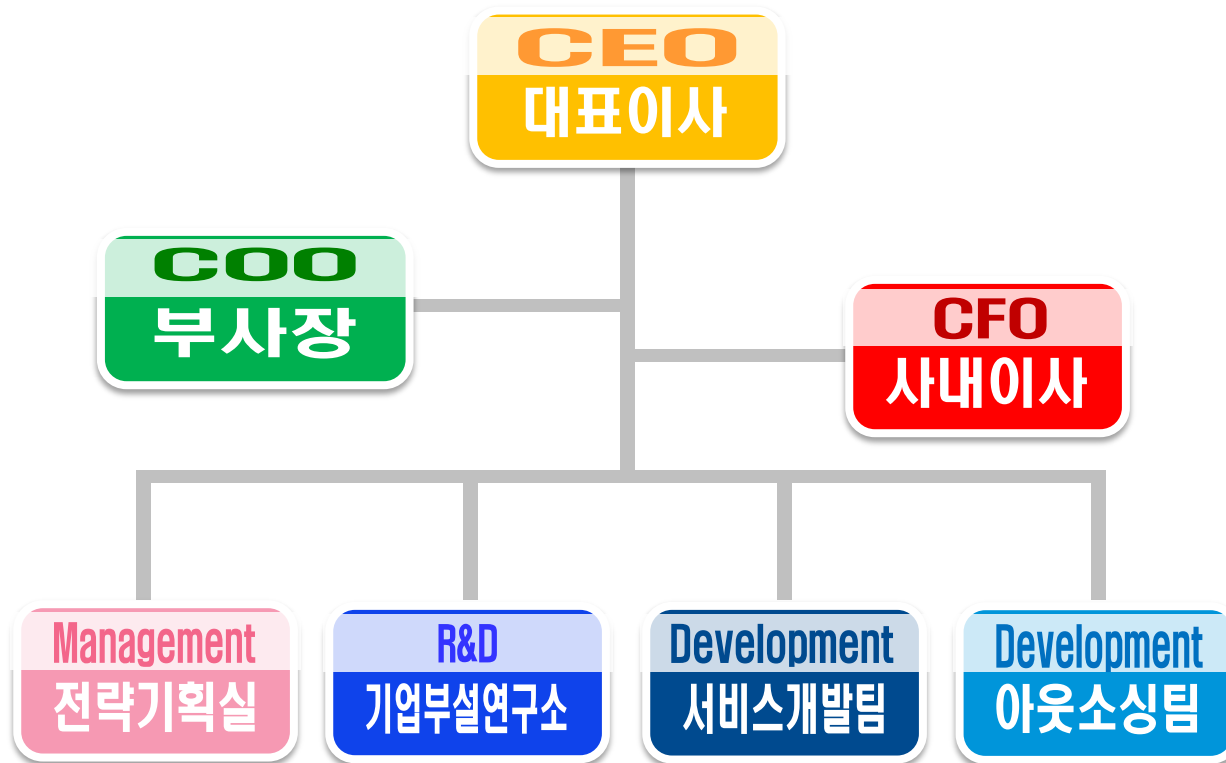 CEO
대표이사
COO
부사장
CFO
사내이사
Management
전략기획실
R&D
기업부설연구소
Development
서비스개발팀
Development
아웃소싱팀